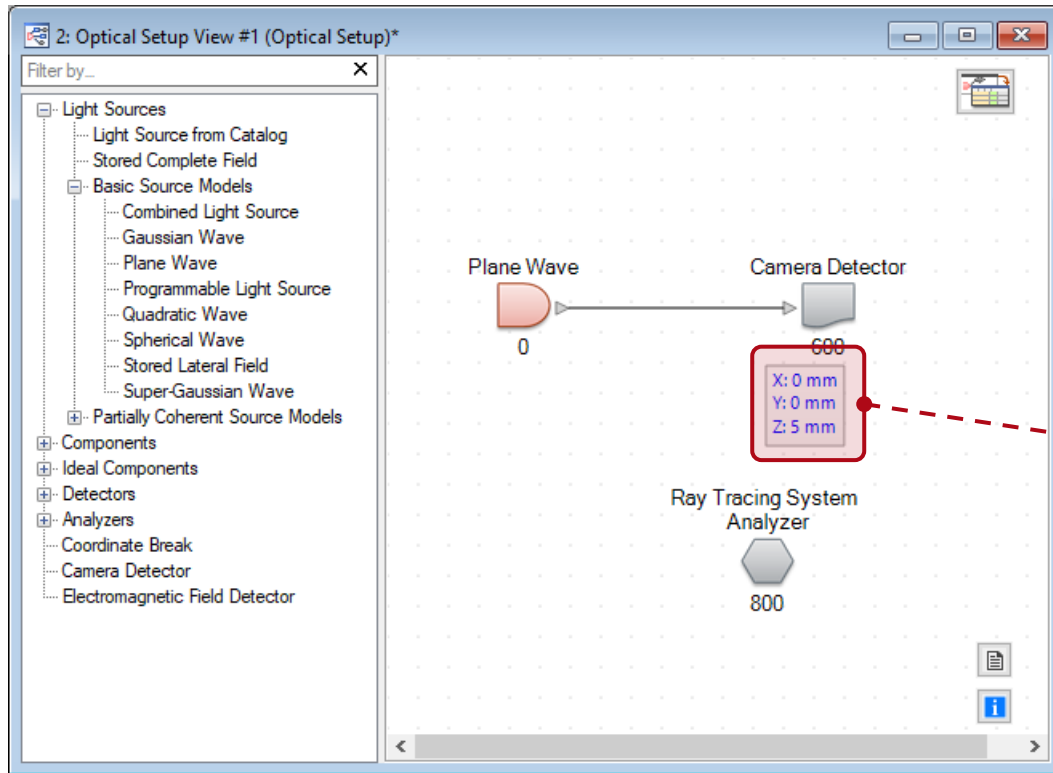 2: Optical Setup View #1 (Optical Setup)*
Filter by...
Light Sources
Light Source from Catalog
Stored Complete Field
Basic Source Models
Combined Light Source
Gaussian Wave
Plane Wave
Programmable Light Source
Quadratic Wave
Spherical Wave
Stored Lateral Field
Super-Gaussian Wave
Partially Coherent Source Models
Components
Ideal Components
Detectors
Analyzers
Coordinate Break
Camera Detector
Electromagnetic Field Detector
Plane Wave
0
Camera Detector
600
X: 0 mm
Y: 0 mm
Z: 5 mm
Ray Tracing System
Analyzer
800